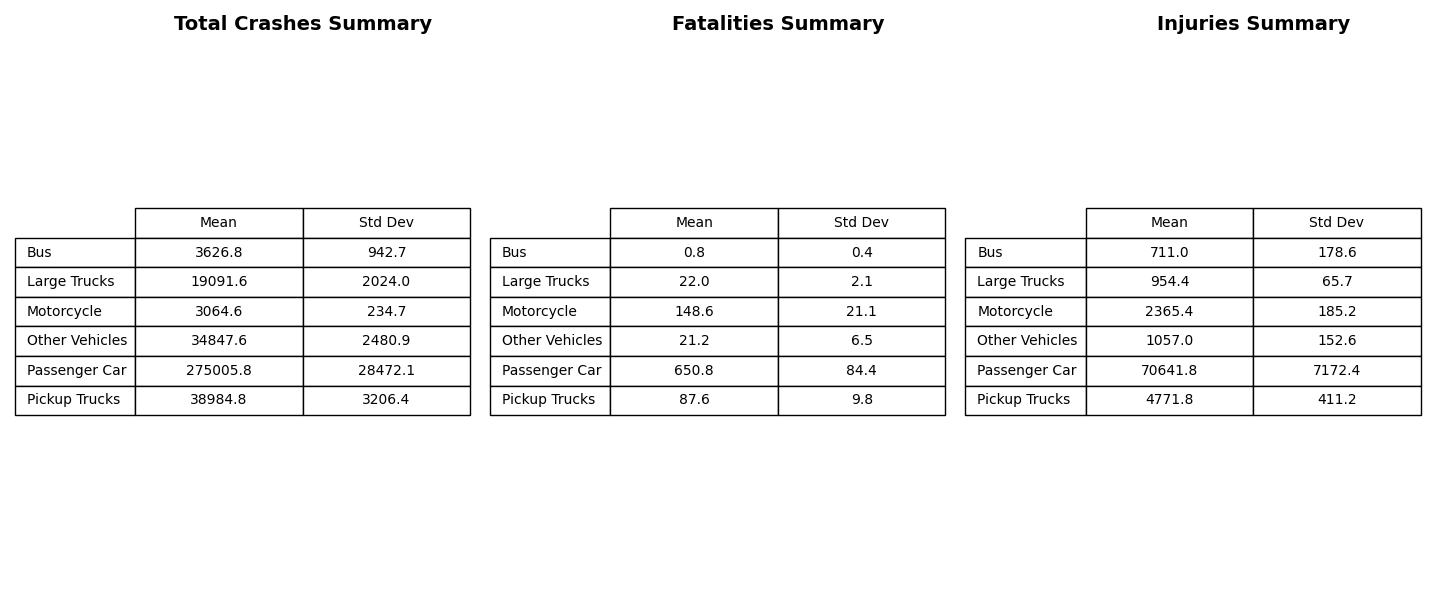 Total Crashes Summary
Mean Std Dev
Bus 3626.8 942.7
Large Trucks 19091.6 2024.0
Motorcycle 3064.6 234.7
Other Vehicles 34847.6 2480.9
Passenger Car 275005.8 28472.1
Pickup Trucks 38984.8 3206.4
Fatalities Summary
Mean Std Dev
Bus 0.8 0.4
Large Trucks 22.0 2.1
Motorcycle 148.6 21.1
Other Vehicles 21.2 6.5
Passenger Car 650.8 84.4
Pickup Trucks 87.6 9.8
Injuries Summary
Mean Std Dev
Bus 711.0 178.6
Large Trucks 954.4 65.7
Motorcycle 2365.4 185.2
Other Vehicles 1057.0 152.6
Passenger Car 70641.8 7172.4
Pickup Trucks 4771.8 411.2